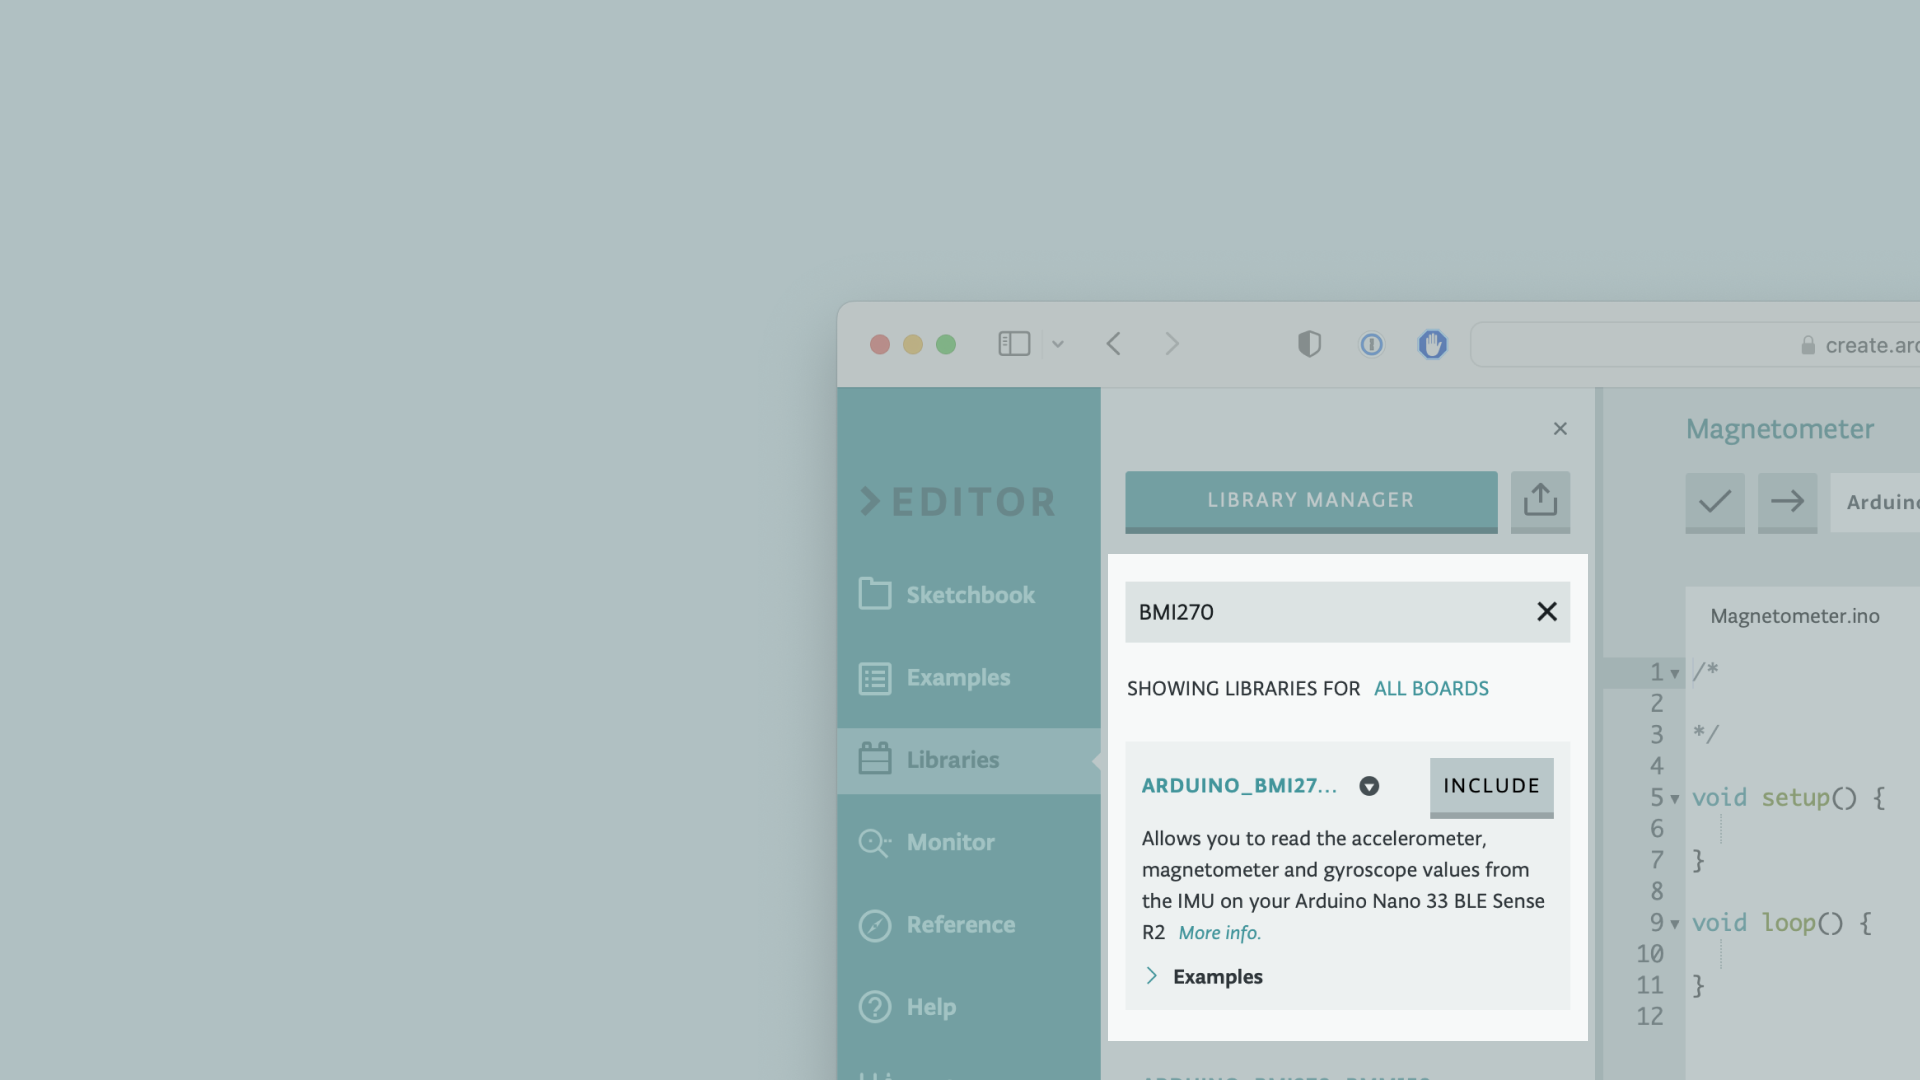 create.ar
EDITOR
Sketchbook
Examples
Libraries
Monitor
Reference
Help
LIBRARY MANAGER
BMI270
SHOWING LIBRARIES FOR ALL BOARDS
ARDUINO_BMI27...
INCLUDE
Allows you to read the accelerometer,
magnetometer and gyroscope values from
the IMU on your Arduino Nano 33 BLE Sense
R2 More info.
Examples
Magnetometer
Arduin
Magnetometer.ino
1 /*
2
3 */
4
5 void setup() {
6
7 }
8
9 void loop() {
10
11 }
12